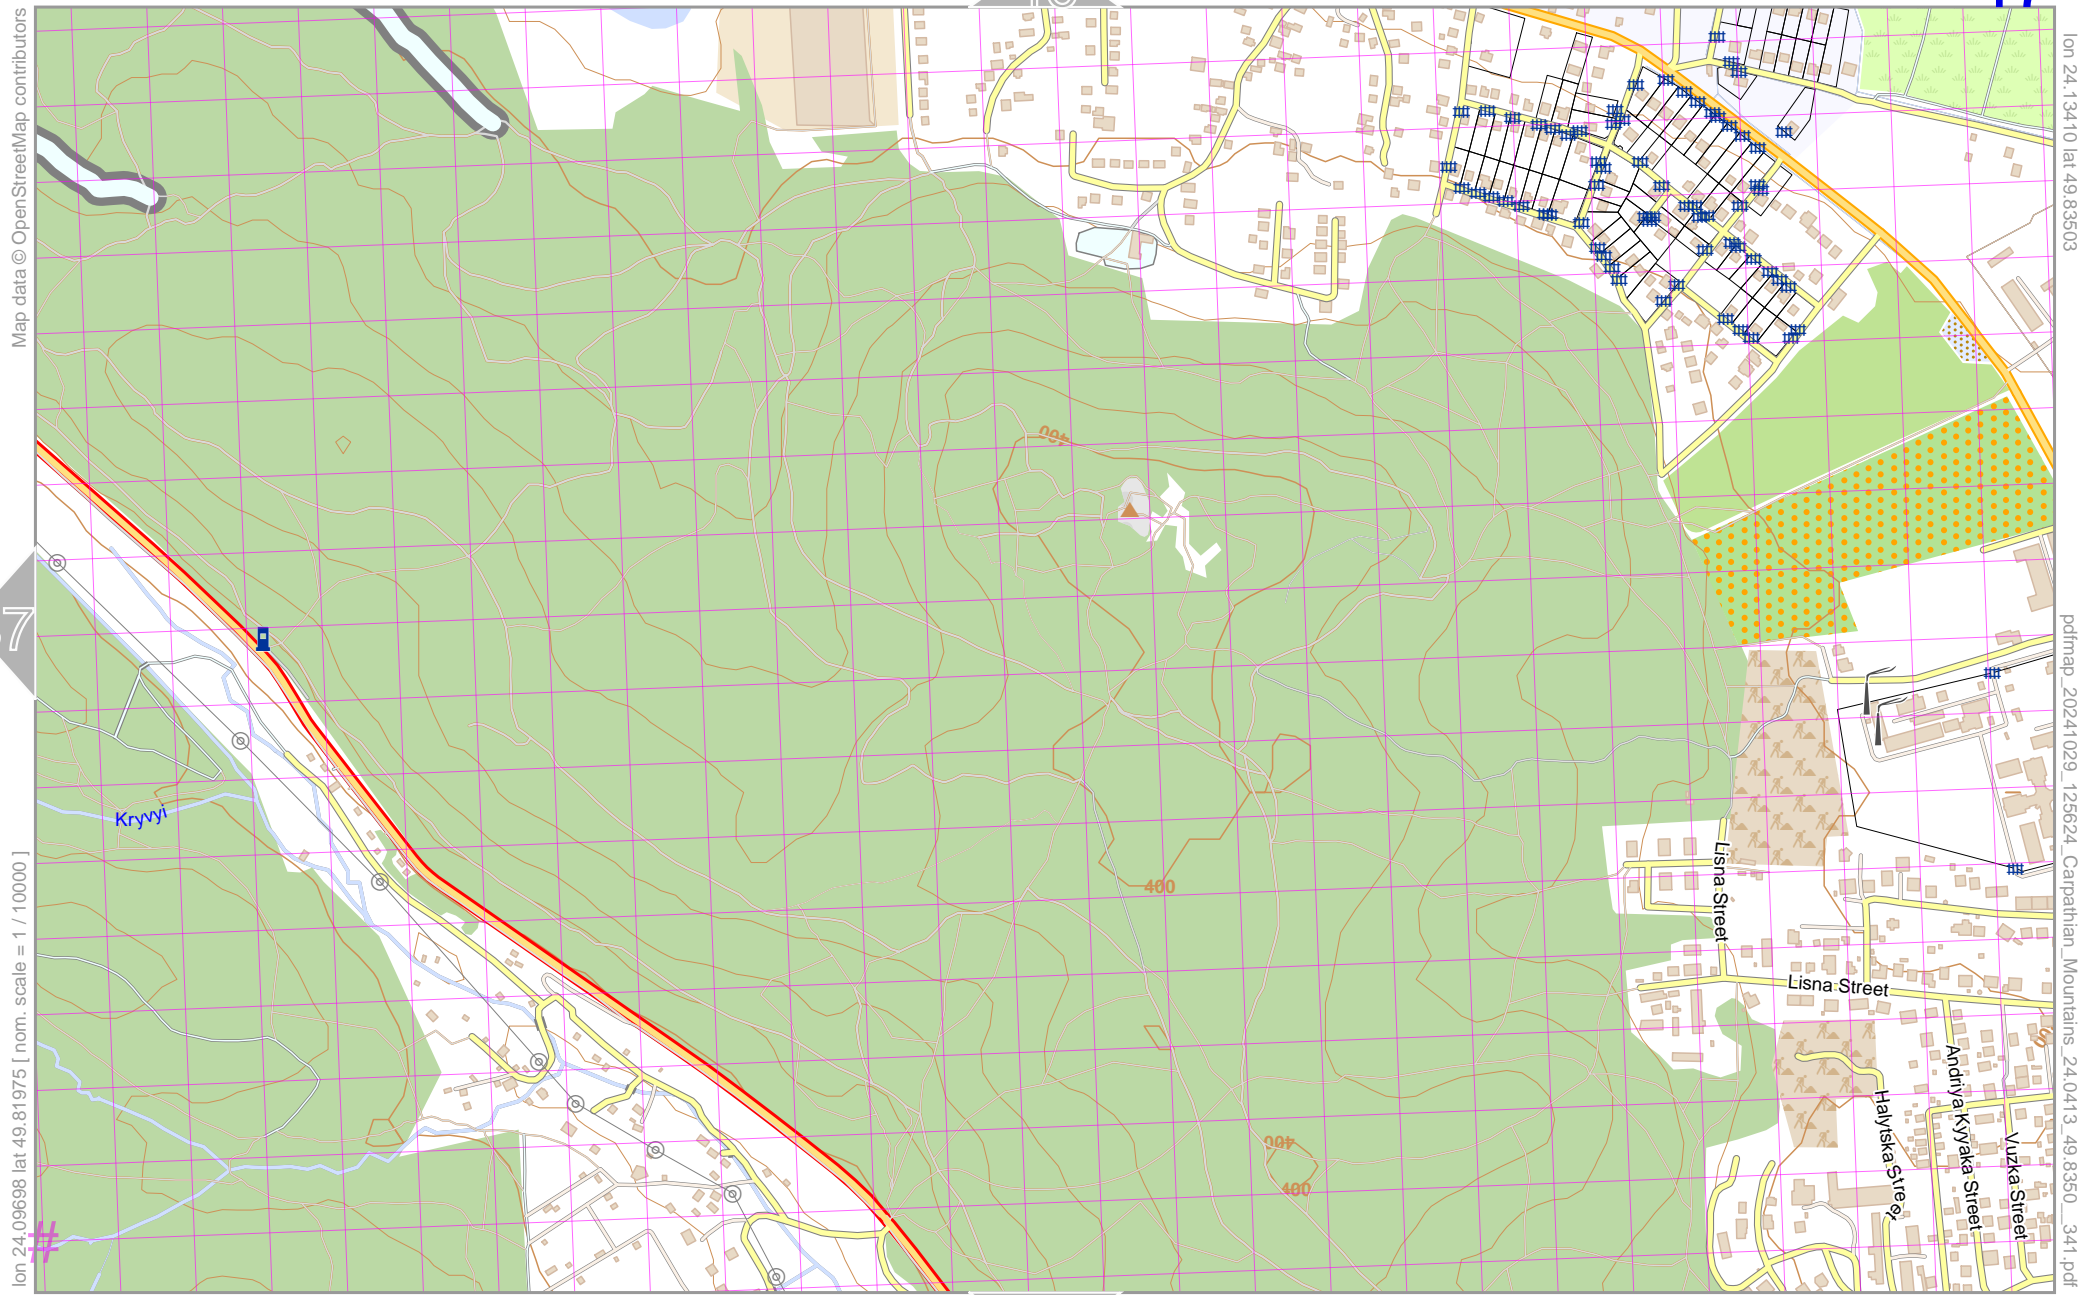 Map data © OpenStreetMap contributors
lon 24.09698 lat 49.81975 [ nom. scale = 1 / 10000 ]
lon 24.13410 lat 49.83503
pdfmap_20241029_125624_Carpathian_Mountains_24.0413_49.8350__341.pdf
400
Kryvyi
Lisna Street
400
Lisna Street
Andriya Kyyaka Street
Halytska Street
Vuzka Street
400
400
#